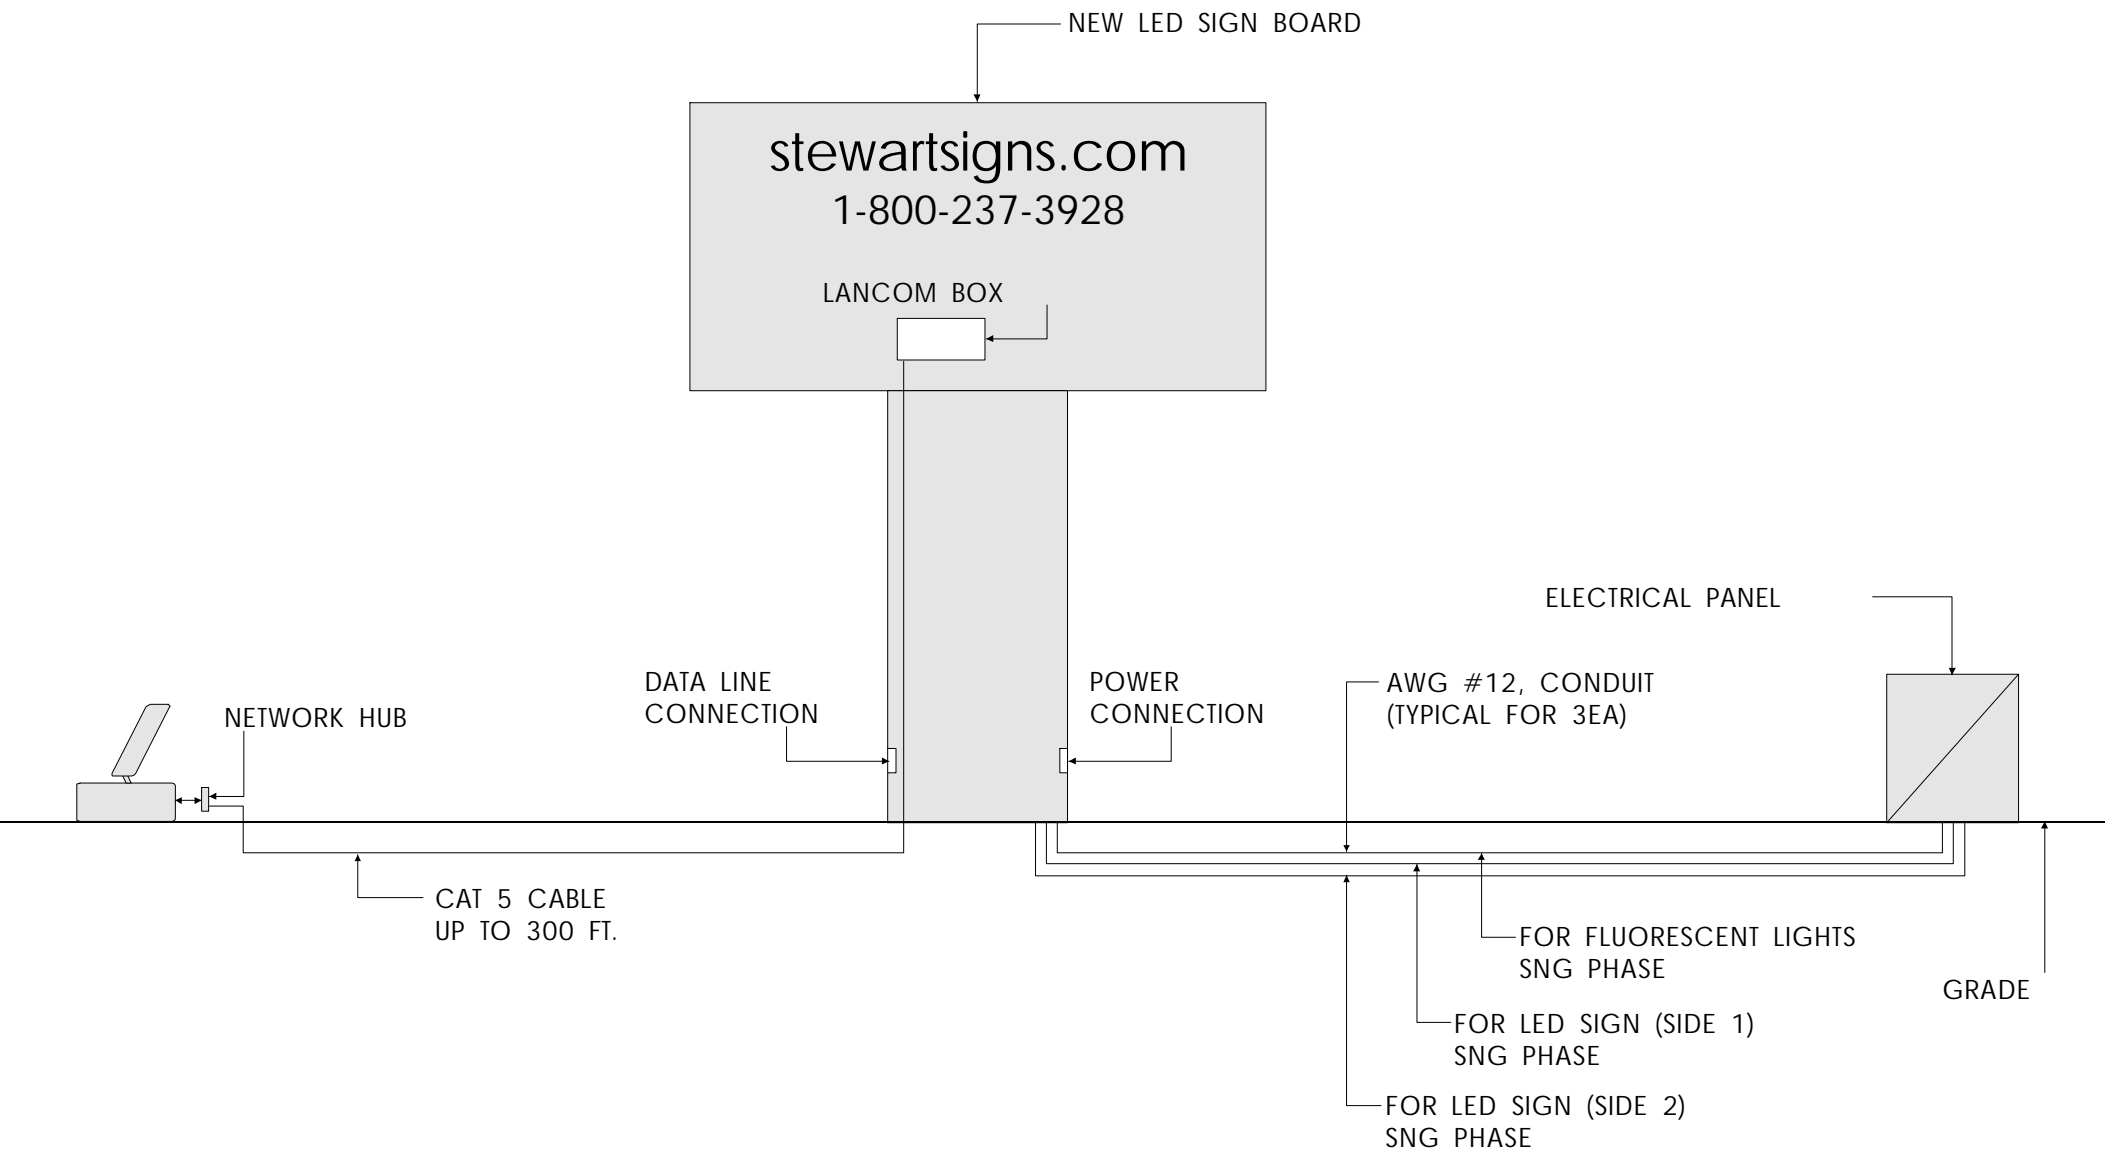 NEW LED SIGN BOARD
stewartsigns.com
1-800-237-3928
LANCOM BOX
ELECTRICAL PANEL
DATA LINE
CONNECTION
POWER
CONNECTION
AWG #12, CONDUIT
(TYPICAL FOR 3EA)
NETWORK HUB
CAT 5 CABLE
UP TO 300 FT.
FOR FLUORESCENT LIGHTS
SNG PHASE
GRADE
FOR LED SIGN (SIDE 1)
SNG PHASE
FOR LED SIGN (SIDE 2)
SNG PHASE